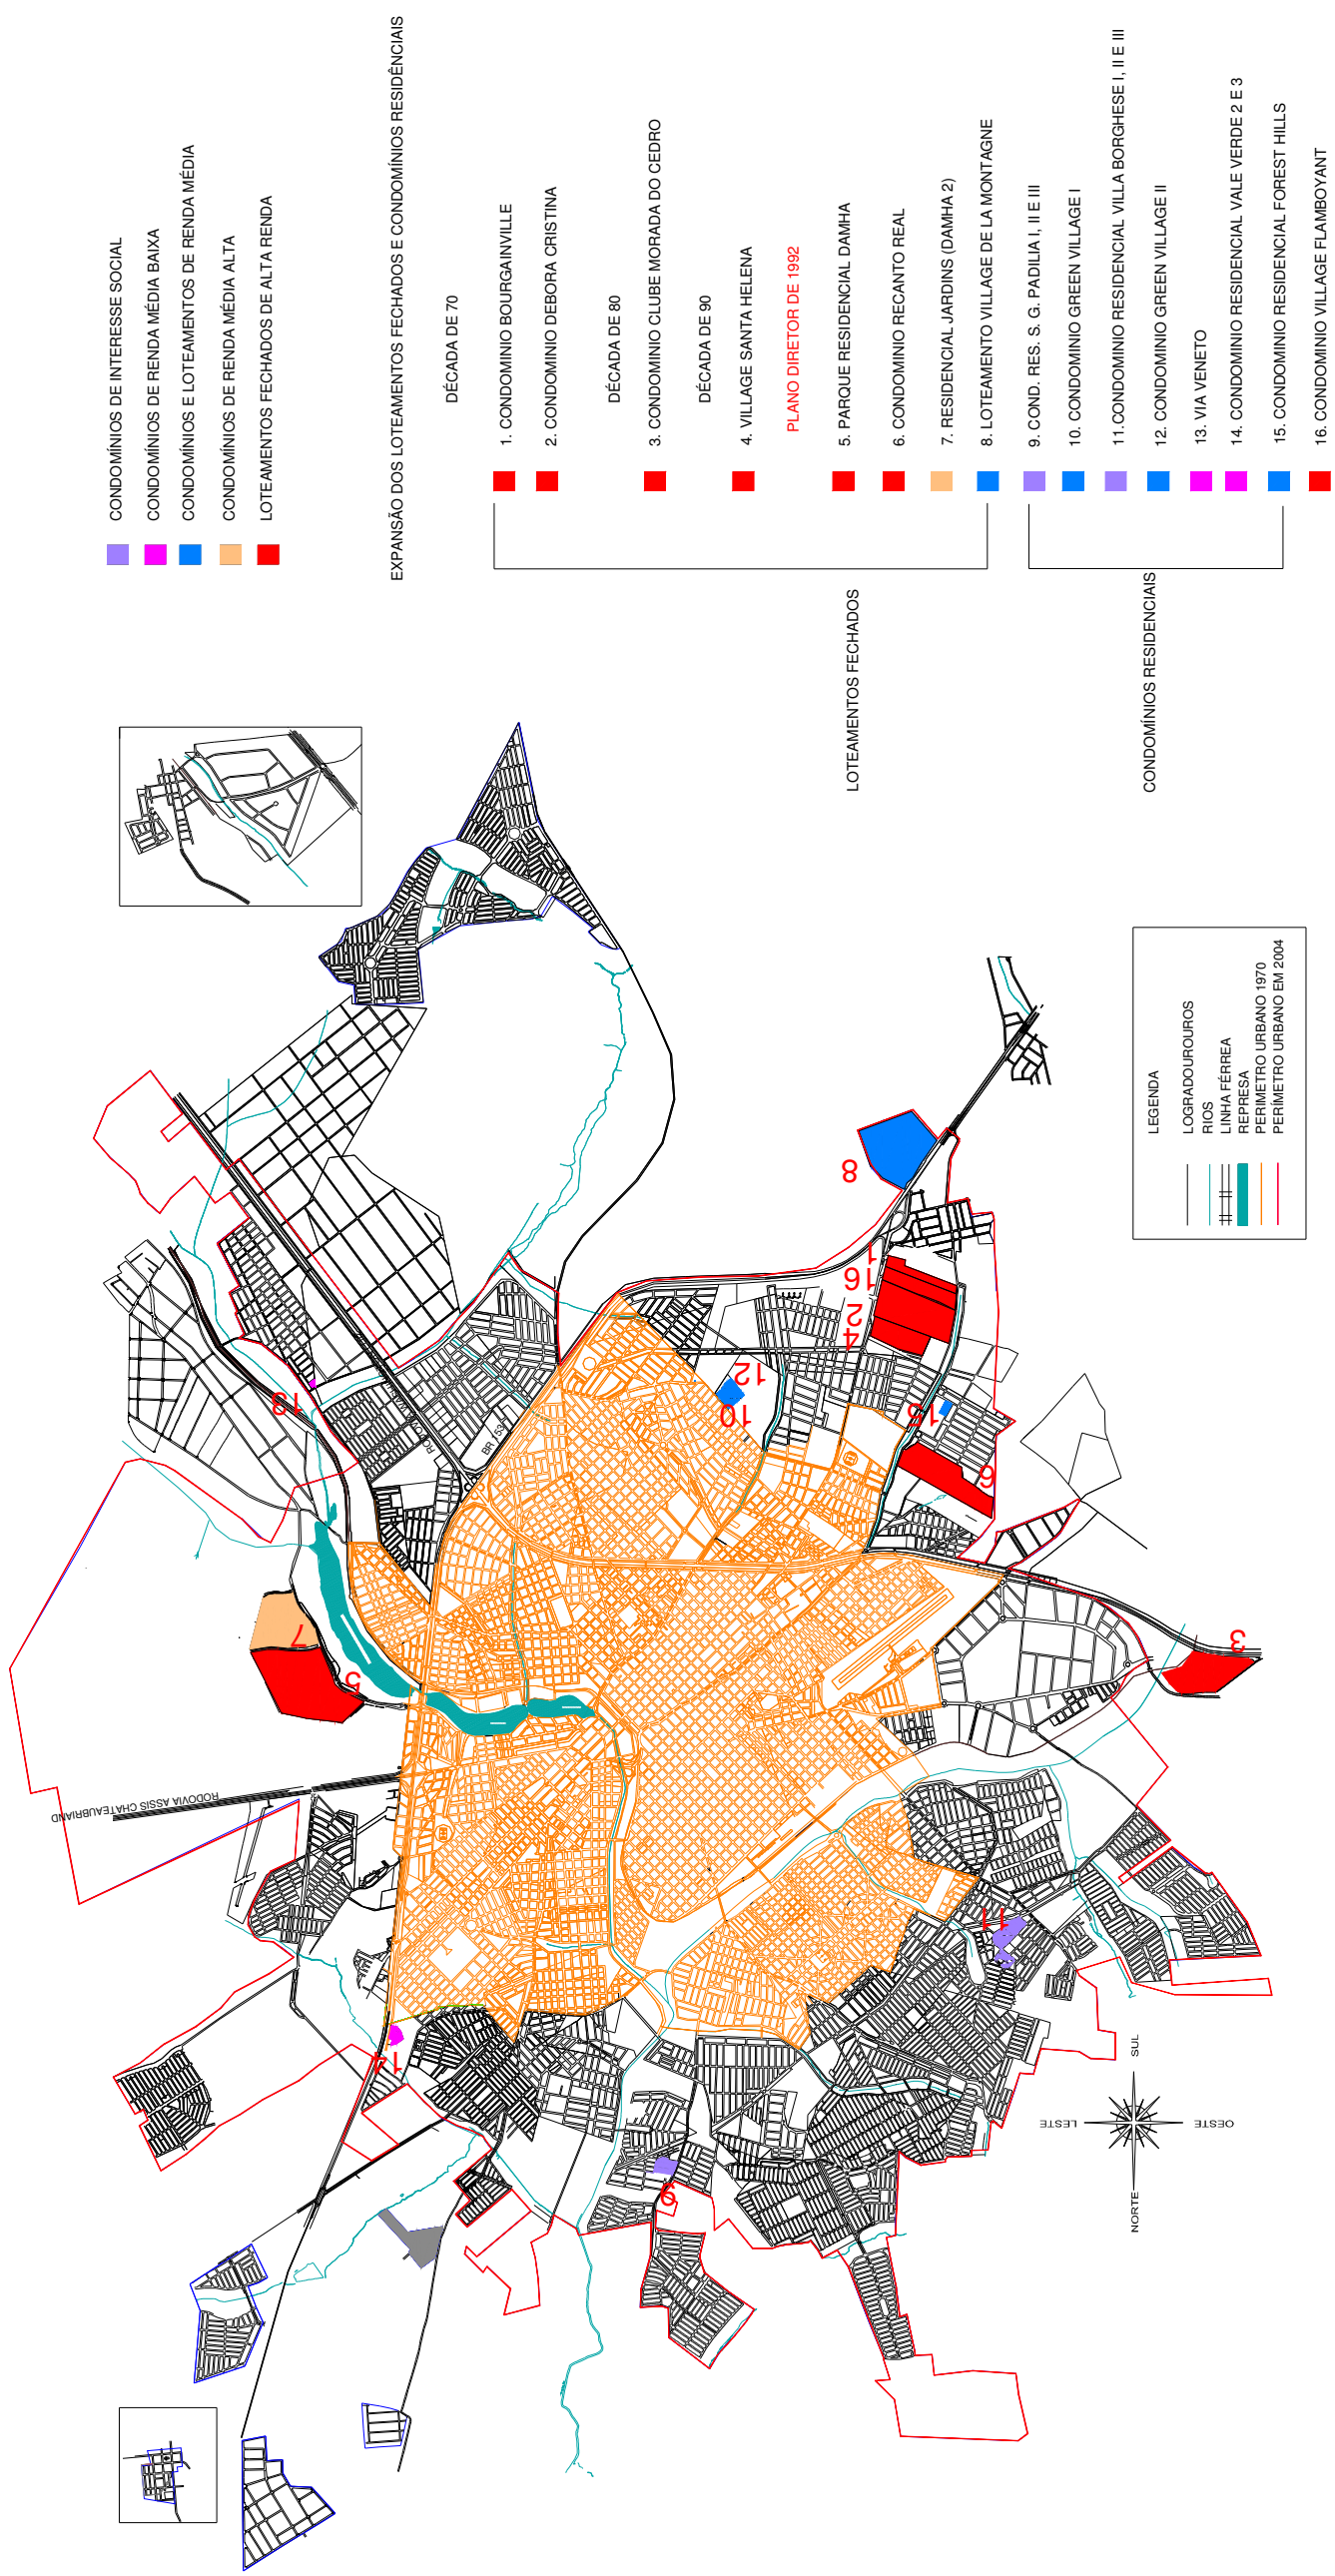 CONDOMÍNIOS DE INTERESSE SOCIAL
CONDOMÍNIOS DE RENDA MÉDIA BAIXA
CONDOMÍNIOS E LOTEAMENTOS DE RENDA MÉDIA
CONDOMÍNIOS DE RENDA MÉDIA ALTA
LOTEAMENTOS FECHADOS DE ALTA RENDA
EXPANSÃO DOS LOTEAMENTOS FECHADOS E CONDOMÍNIOS RESIDÊNCIAIS
DÉCADA DE 70
1. CONDOMINIO BOURGAINVILLE
2. CONDOMINIO DEBORA CRISTINA
DÉCADA DE 80
3. CONDOMINIO CLUBE MORADA DO CEDRO
DÉCADA DE 90
4. VILLAGE SANTA HELENA
PLANO DIRETOR DE 1992
5. PARQUE RESIDENCIAL DAMHA
6. CONDOMINIO RECANTO REAL
7. RESIDENCIAL JARDINS (DAMHA 2)
8. LOTEAMENTO VILLAGE DE LA MONTAGNE
9. COND. RES. S. G. PADILIA I, II E III
10. CONDOMINIO GREEN VILLAGE I
11.CONDOMINIO RESIDENCIAL VILLA BORGHESE I, II E III
12. CONDOMINIO GREEN VILLAGE II
13. VIA VENETO
14. CONDOMINIO RESIDENCIAL VALE VERDE 2 E 3
15. CONDOMINIO RESIDENCIAL FOREST HILLS
16. CONDOMINIO VILLAGE FLAMBOYANT
LOTEAMENTOS FECHADOS
CONDOMÍNIOS RESIDENCIAIS
LEGENDA
LOGRADOUROUROS
RIOS
LINHA FÉRREA
REPRESA
PERIMETRO URBANO 1970
PERÍMETRO URBANO EM 2004
RODOVIA ASSIS CHATEAUBRIAND
BR 153
13
7
5
14
9
11
3
6
15
10
12
4
2
16
1
8
NORTE
SUL
LESTE
OESTE